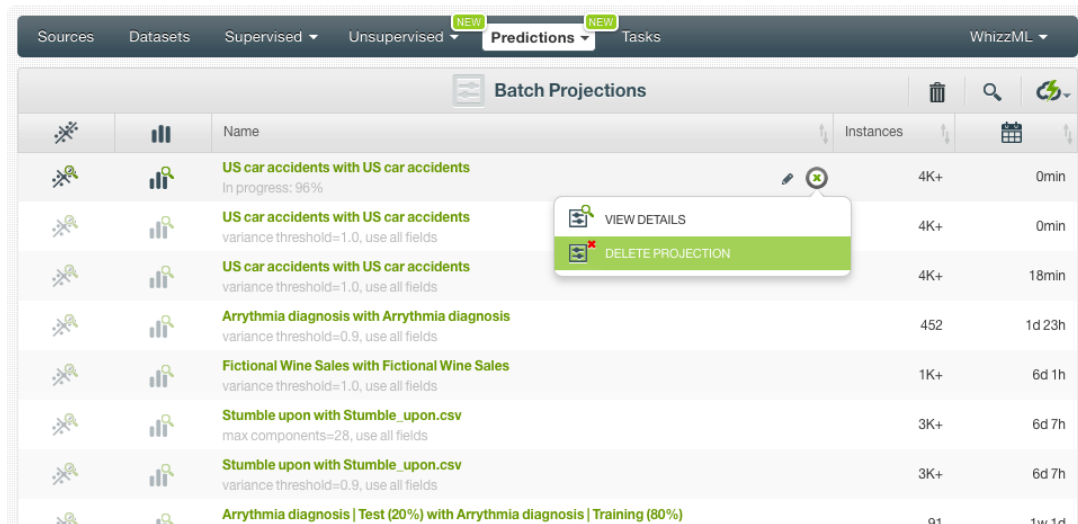 NEW NEW
Sources Datasets Supervised Unsupervised Predictions Tasks WhizzML
Batch Projections
Name Instances
US car accidents with US car accidents
In progress: 96%
4K+ 0min
VIEW DETAILS
DELETE PROJECTION
US car accidents with US car accidents
variance threshold=1.0, use all fields
4K+ 0min
US car accidents with US car accidents
variance threshold=1.0, use all fields
4K+ 18min
Arrythmia diagnosis with Arrythmia diagnosis
variance threshold=0.9, use all fields
452 1d 23h
Fictional Wine Sales with Fictional Wine Sales
variance threshold=1.0, use all fields
1K+ 6d 1h
Stumble upon with Stumble_upon.csv
max components=28, use all fields
3K+ 6d 7h
Stumble upon with Stumble_upon.csv
variance threshold=0.9, use all fields
3K+ 6d 7h
Arrythmia diagnosis | Test (20%) with Arrythmia diagnosis | Training (80%)
91 1w 1d